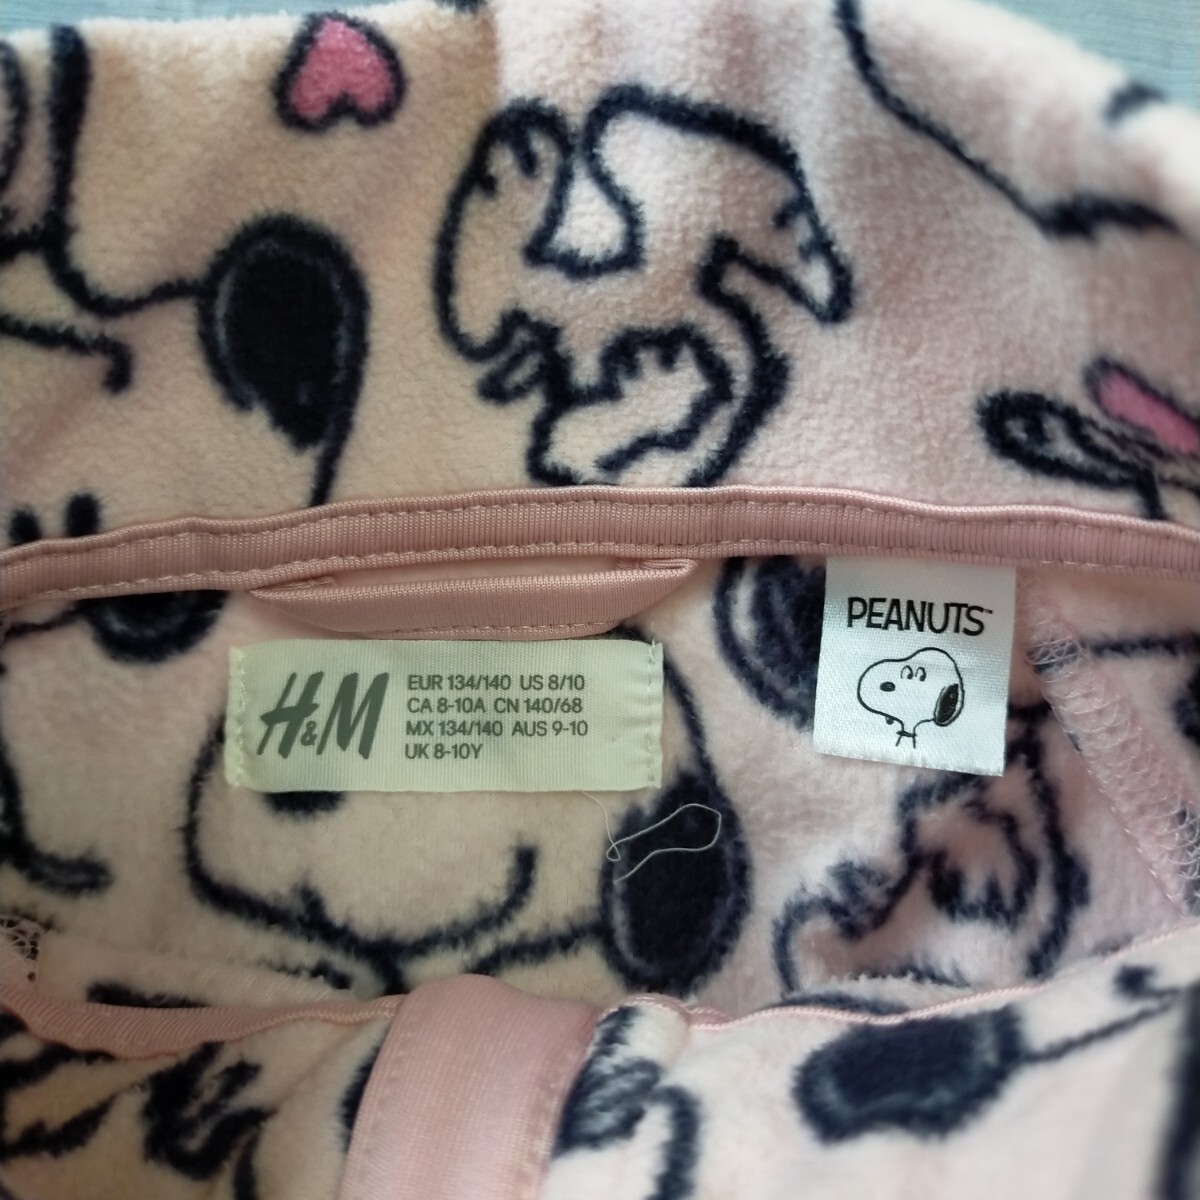 H&M
EUR 134/140 US 8/10
CA 8-10A CN 140/68
MX 134/140 AUS 9-10
UK 8-10Y
PEANUTS™